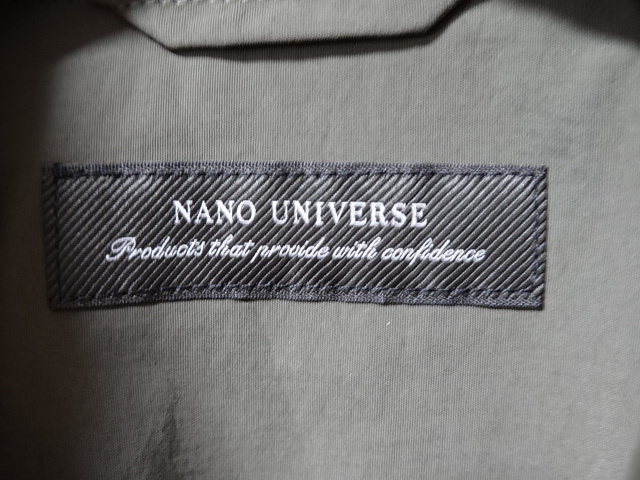 NANO UNIVERSE
Products that provide with confidence